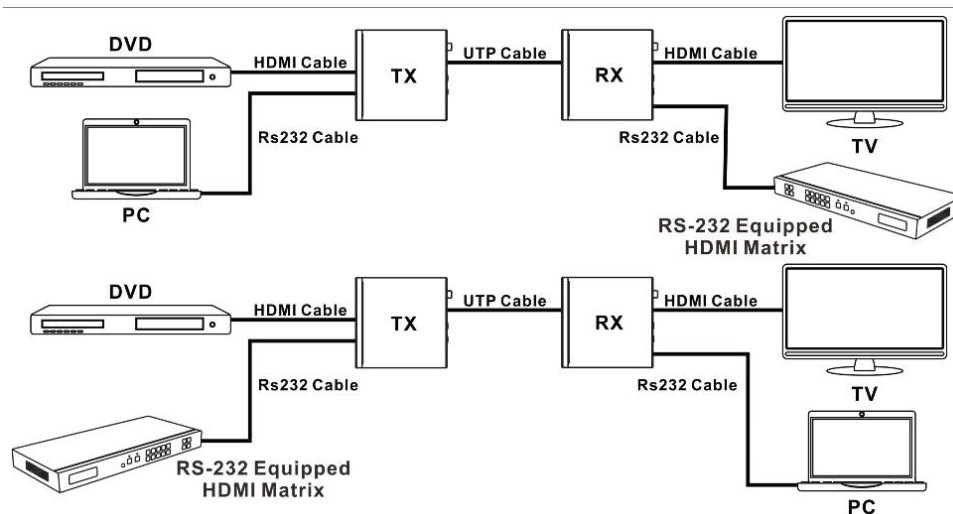 DVD
HDMI Cable
TX
UTP Cable
RX
HDMI Cable
Rs232 Cable
Rs232 Cable
TV
PC
RS-232 Equipped
HDMI Matrix
DVD
HDMI Cable
TX
UTP Cable
RX
HDMI Cable
Rs232 Cable
Rs232 Cable
TV
RS-232 Equipped
HDMI Matrix
PC